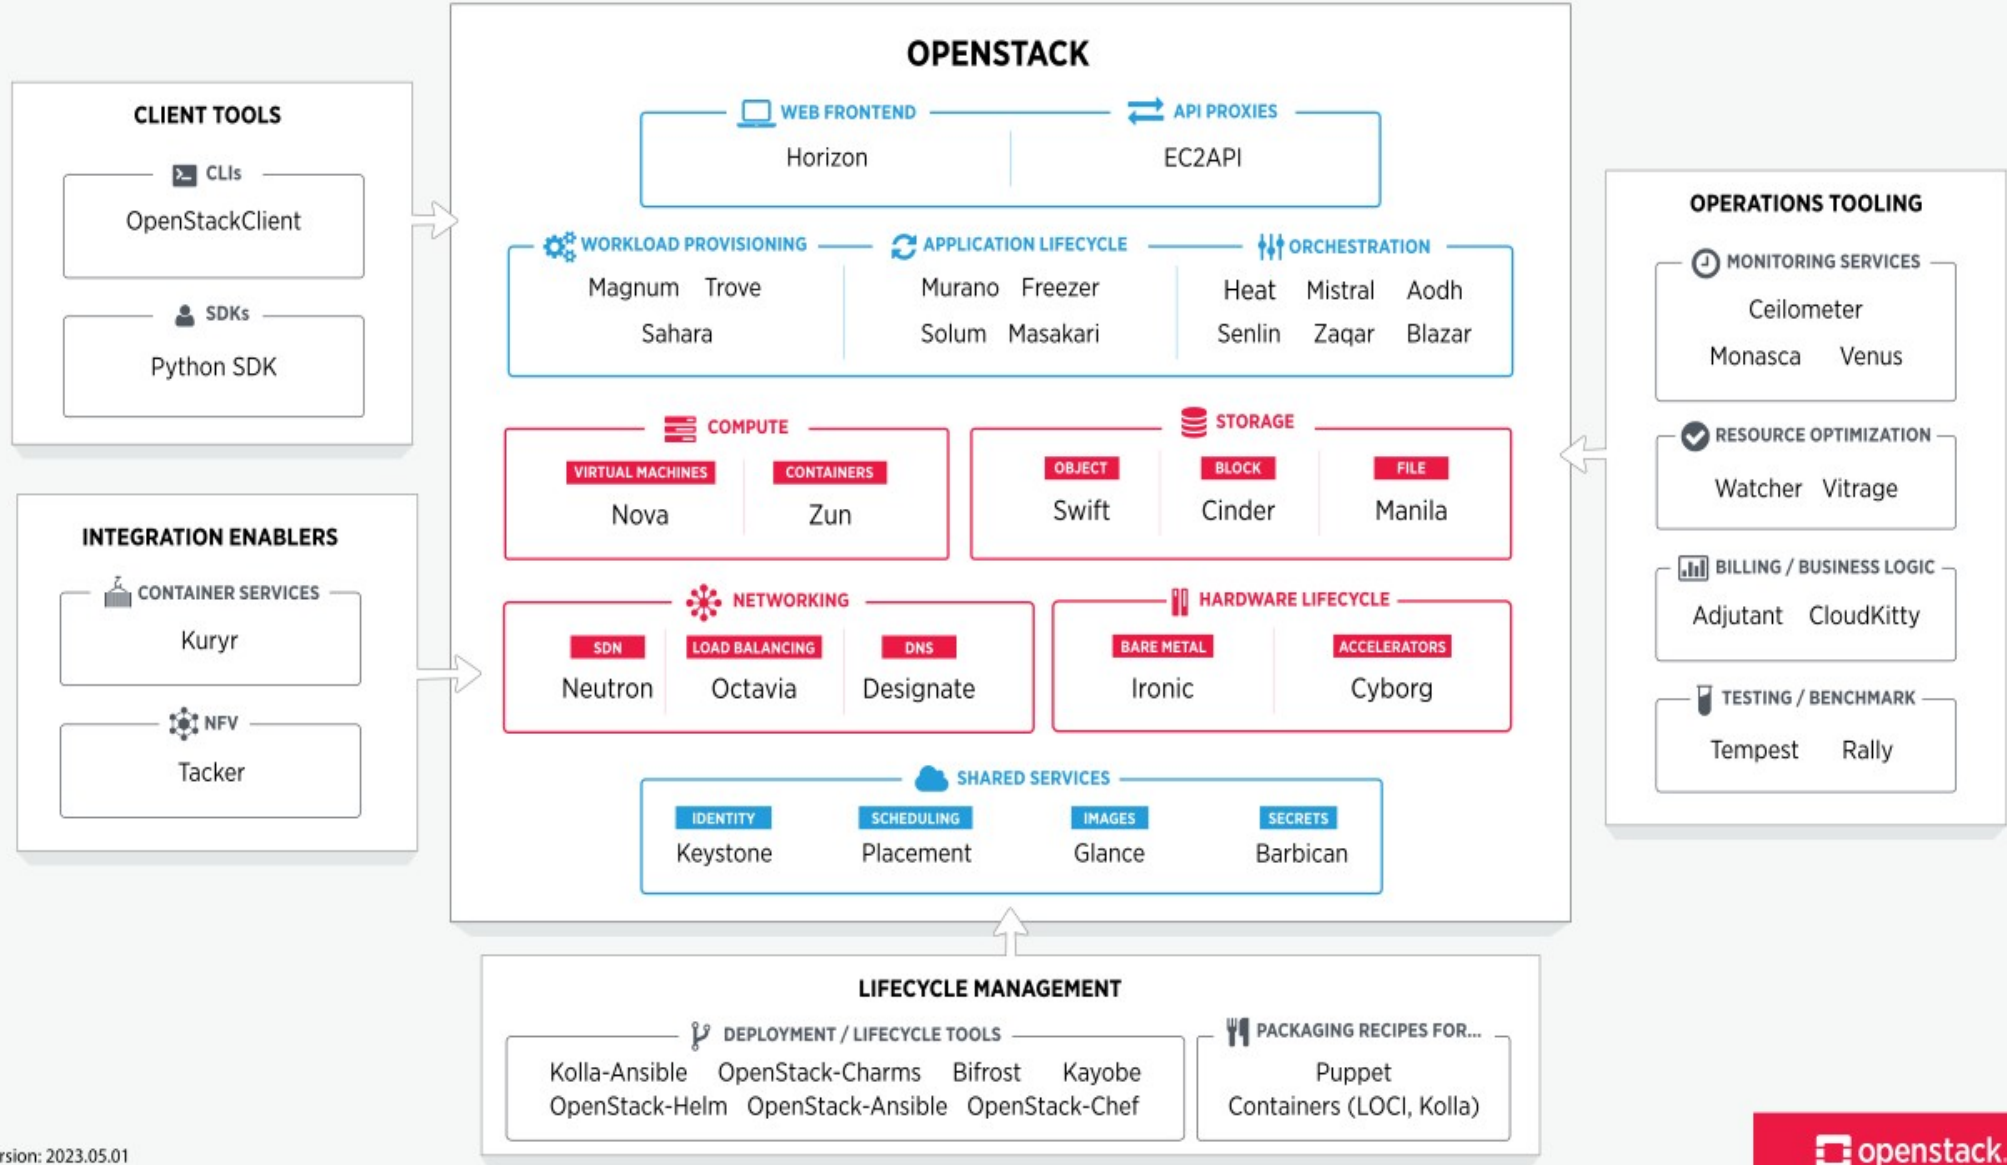 OPENSTACK
WEB FRONTEND
API PROXIES
Horizon
EC2API
WORKLOAD PROVISIONING
APPLICATION LIFECYCLE
ORCHESTRATION
Magnum Trove
Sahara
Murano Freezer
Solum Masakari
Heat Mistral Aodh
Senlin Zaqar Blazar
COMPUTE
VIRTUAL MACHINES
CONTAINERS
Nova
Zun
STORAGE
OBJECT
BLOCK
FILE
Swift
Cinder
Manila
NETWORKING
SDN
LOAD BALANCING
DNS
Neutron
Octavia
Designate
HARDWARE LIFECYCLE
BARE METAL
ACCELERATORS
Ironic
Cyborg
SHARED SERVICES
IDENTITY
SCHEDULING
IMAGES
SECRETS
Keystone
Placement
Glance
Barbican
CLIENT TOOLS
CLIs
OpenStackClient
SDKs
Python SDK
INTEGRATION ENABLERS
CONTAINER SERVICES
Kuryr
NFV
Tacker
OPERATIONS TOOLING
MONITORING SERVICES
Ceilometer
Monasca Venus
RESOURCE OPTIMIZATION
Watcher Vitrage
BILLING / BUSINESS LOGIC
Adjutant CloudKitty
TESTING / BENCHMARK
Tempest Rally
LIFECYCLE MANAGEMENT
DEPLOYMENT / LIFECYCLE TOOLS
Kolla-Ansible OpenStack-Charms Bifrost Kayobe
OpenStack-Helm OpenStack-Ansible OpenStack-Chef
PACKAGING RECIPES FOR...
Puppet
Containers (LOCI, Kolla)
rsion: 2023.05.01
openstack.